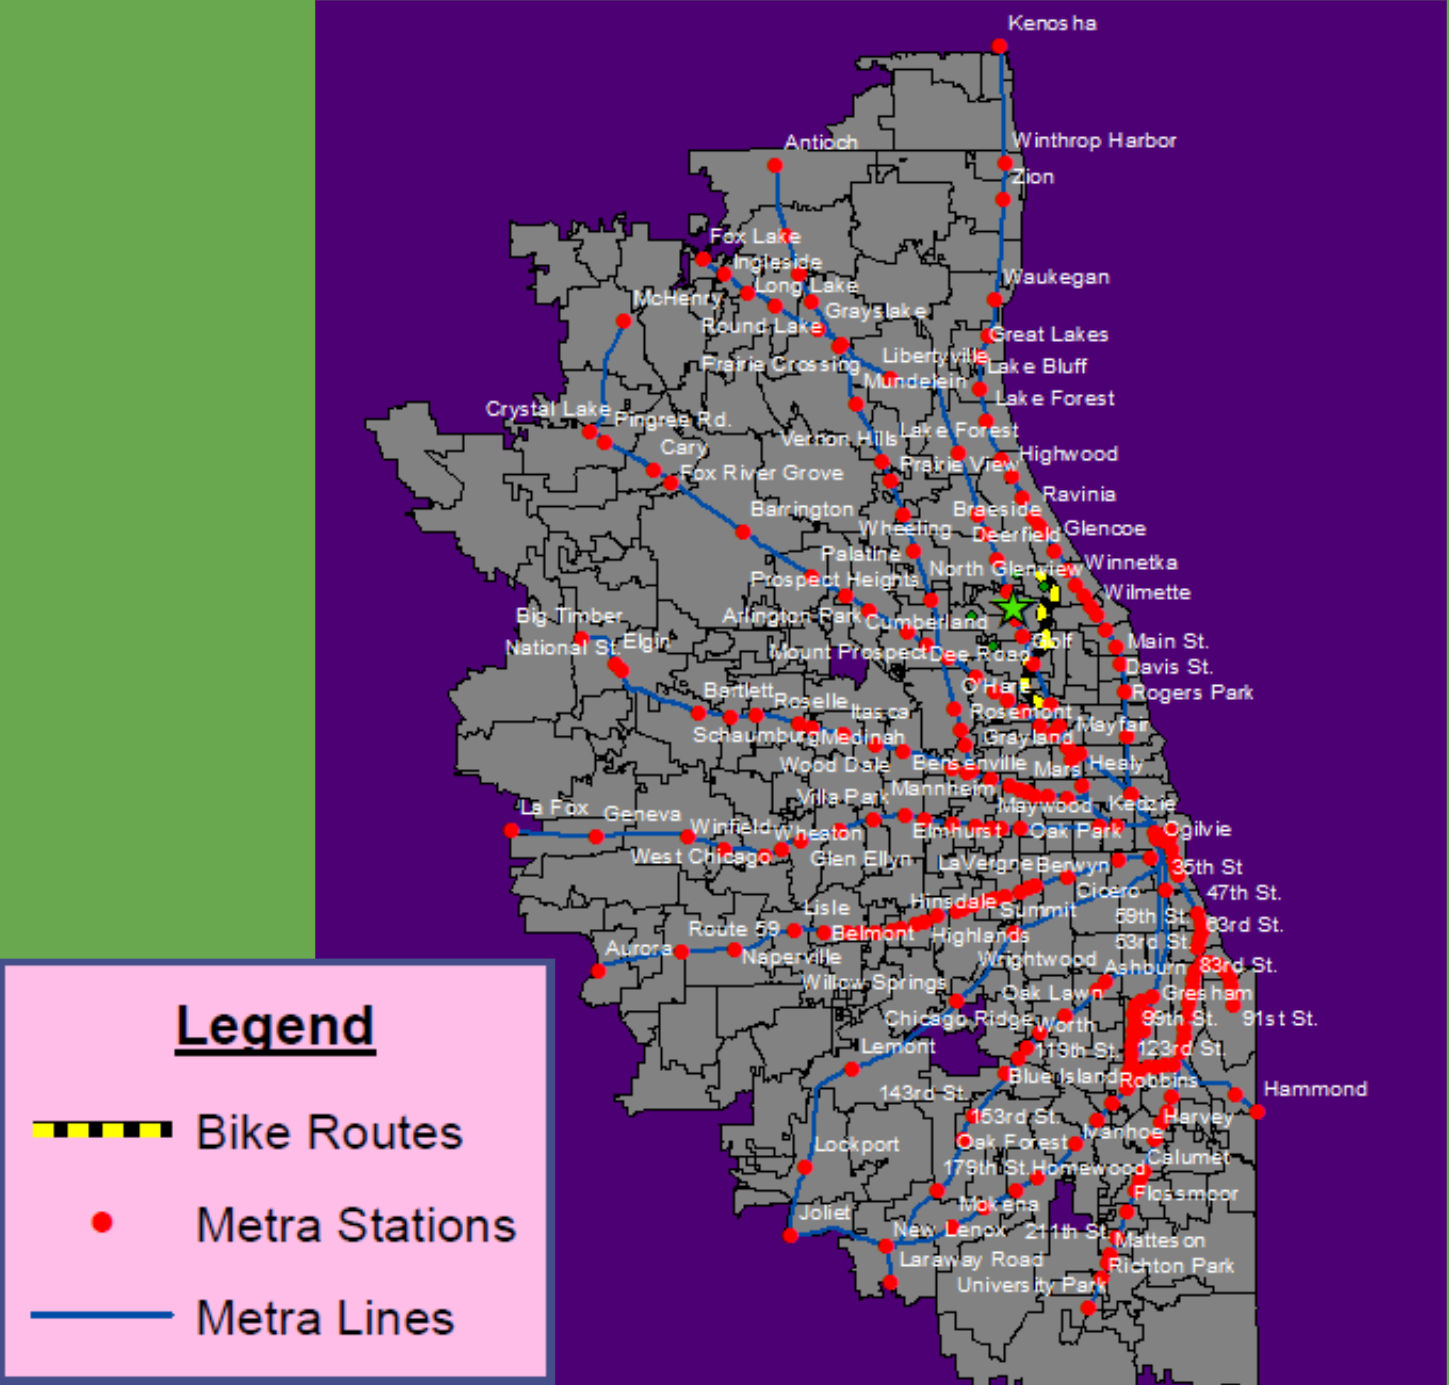 Kenosha
Winthrop Harbor
Antioch
Zion
Fox Lake
Ingleside
Waukegan
Long Lake
McHenry
Grayslake
Round Lake
Great Lakes
Libertyville
Prairie Crossing
Lake Bluff
Mundelein
Lake Forest
Crystal Lake
Pingree Rd.
Lake Forest
Vernon Hills
Cary
Highwood
Prairie View
Fox River Grove
Ravinia
Barrington
Braeside
Wheeling
Glencoe
Deerfield
Palatine
Winnetka
North Glenview
Prospect Heights
Wilmette
Big Timber
Arlington Park
Cumberland
Golf
Main St.
National St.
Elgin
Mount Prospect
Dee Road
Davis St.
O'Hare
Bartlett
Rogers Park
Roselle
Itasca
Rosemont
Mayfair
Schaumburg
Medinah
Grayland
Wood Dale
Bensenville
Mars
Healy
Mannheim
Villa Park
Maywood
Kedzie
La Fox
Geneva
Winfield
Wheaton
Elmhurst
Oak Park
Ogilvie
West Chicago
Glen Ellyn
LaVergne
Berwyn
35th St
Cicero
47th St.
Hinsdale
Lisle
Summit
59th St.
63rd St.
Route 59
Belmont
Highlands
53rd St.
Aurora
Naperville
Wrightwood
Ashburn
83rd St.
Willow Springs
Oak Lawn
Gresham
Chicago Ridge
Worth
99th St.
91st St.
Lemont
119th St.
123rd St.
Blue Island
Robbins
Hammond
143rd St.
153rd St.
Harvey
Ivanhoe
Lockport
Oak Forest
Calumet
179th St.
Homewood
Flossmoor
Mokena
Joliet
New Lenox
211th St.
Matteson
Laraway Road
Richton Park
University Park
Legend
Bike Routes
Metra Stations
Metra Lines